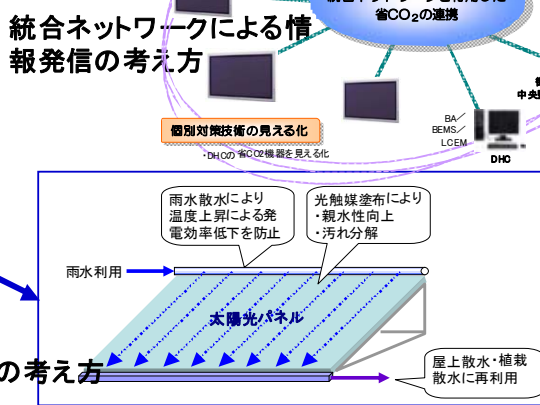 統合ネットワークによる情
報発信の考え方
省CO2の連携
個別対策技術の見える化
・DHCの省CO2機器を見える化
BA／
BEMS／
LCEM
DHC
雨水散水により
温度上昇による発
電効率低下を防止
光触媒塗布により
・親水性向上
・汚れ分解
雨水利用
太陽光パネル
の考え方
屋上散水・植栽
散水に再利用